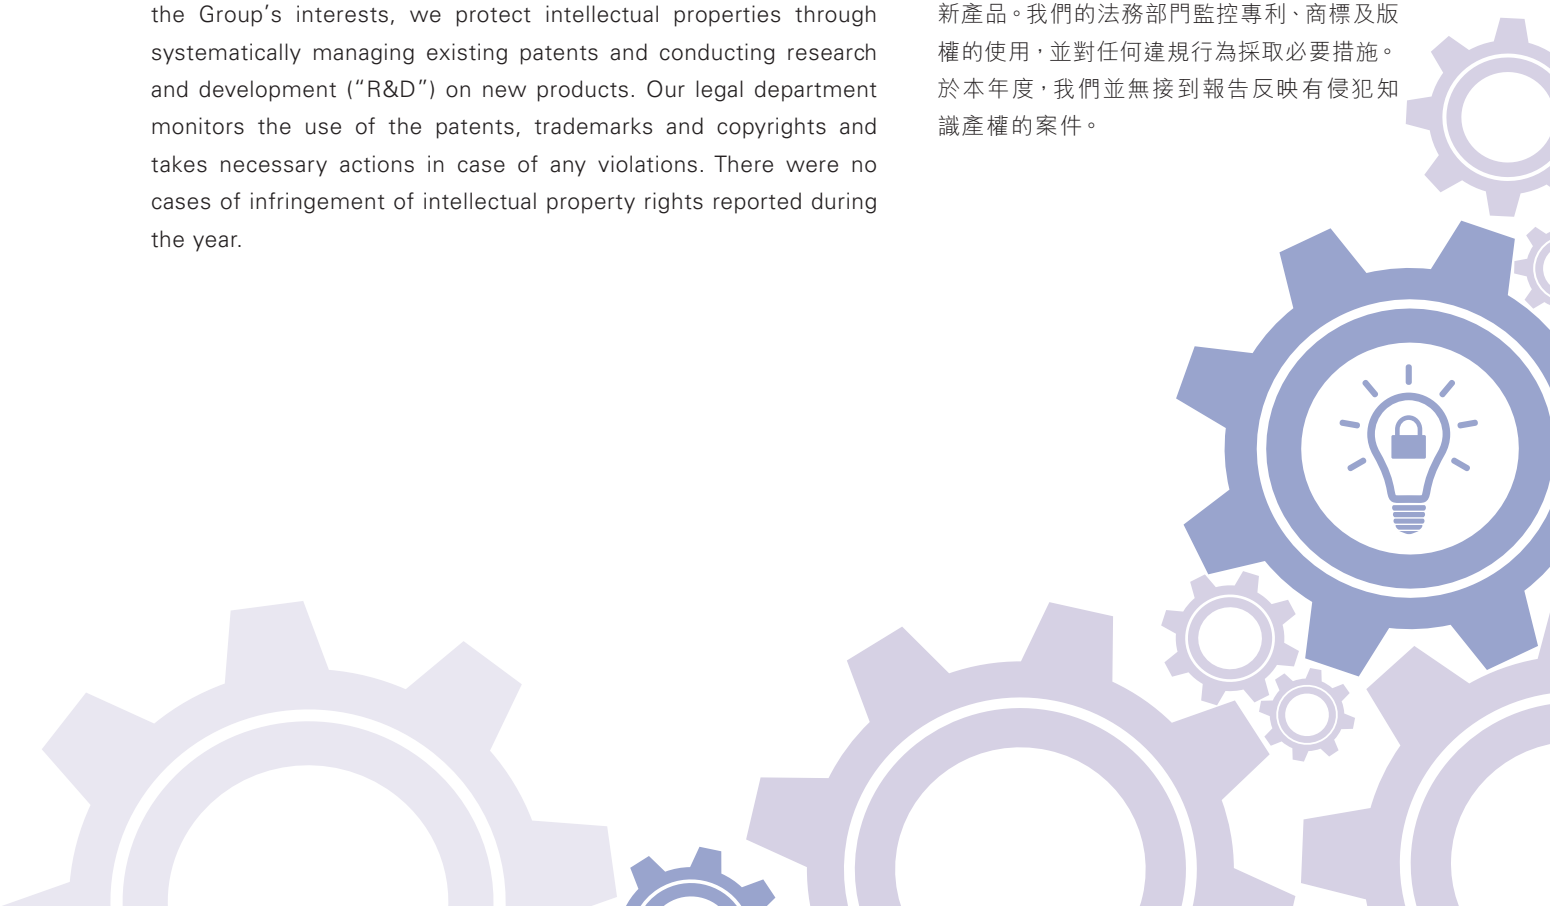 the Group’s interests, we protect intellectual properties through
systematically managing existing patents and conducting research
and development (“R&D”) on new products. Our legal department
monitors the use of the patents, trademarks and copyrights and
takes necessary actions in case of any violations. There were no
cases of infringement of intellectual property rights reported during
the year.
新產品。我們的法務部門監控專利、商標及版
權的使用，並對任何違規行為採取必要措施。
於本年度，我們並無接到報告反映有侵犯知
識產權的案件。